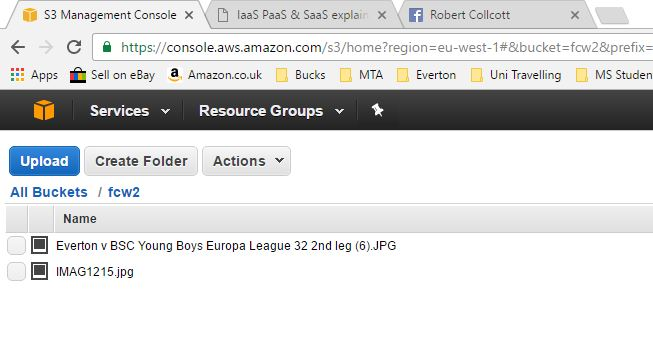 S3 Management Console
IaaS PaaS & SaaS explain
Robert Collcott
https://console.aws.amazon.com/s3/home?region=eu-west-1#&bucket=fcw2&prefix=
Apps Sell on eBay Amazon.co.uk Bucks MTA Everton Uni Travelling MS Studen
Services Resource Groups
Upload Create Folder Actions
All Buckets / fcw2
Name
Everton v BSC Young Boys Europa League 32 2nd leg (6).JPG
IMAG1215.jpg